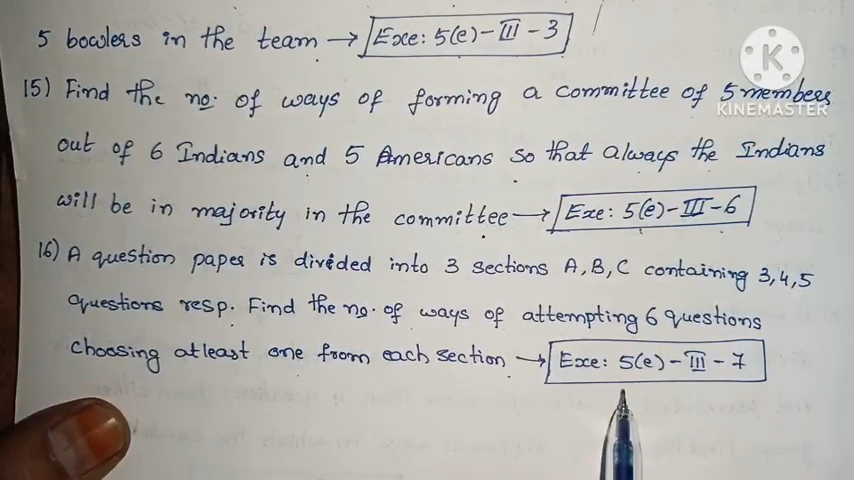 5 bowlers in the team → Exe: 5(e)-III-3
K
KINEMASTER
15) Find the no. of ways of forming a committee of 5 members
out of 6 Indians and 5 Americans so that always the Indians
will be in majority in the committee → Exe: 5(e)-III-6
16) A question paper is divided into 3 sections A, B, C containing 3, 4, 5
questions resp. Find the no. of ways of attempting 6 questions
choosing atleast one from each section → Exe: 5(e)-III-7